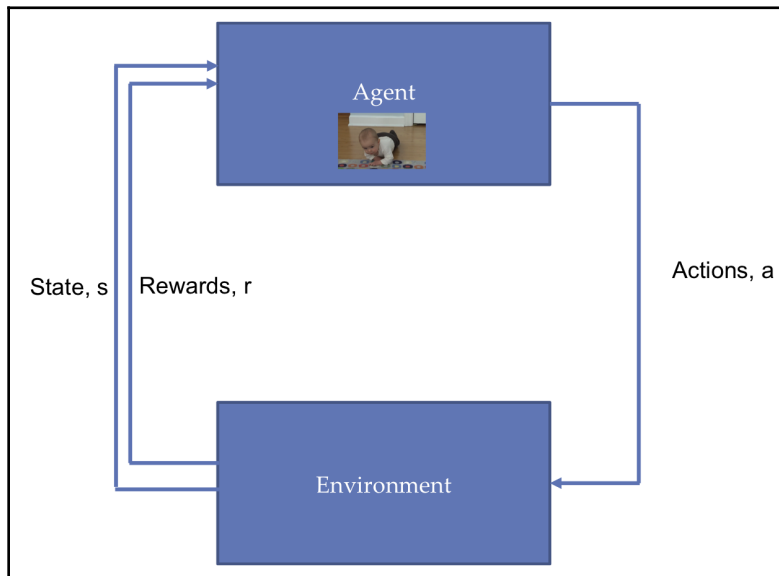 Agent
State, s
Rewards, r
Actions, a
Environment